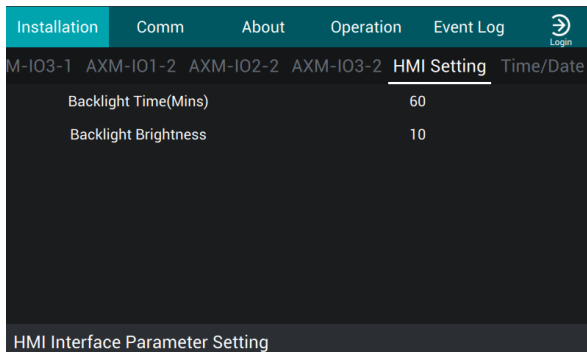 Installation Comm About Operation Event Log Login
M-IO3-1 AXM-IO1-2 AXM-IO2-2 AXM-IO3-2 HMI Setting Time/Date
Backlight Time(Mins) 60
Backlight Brightness 10
HMI Interface Parameter Setting